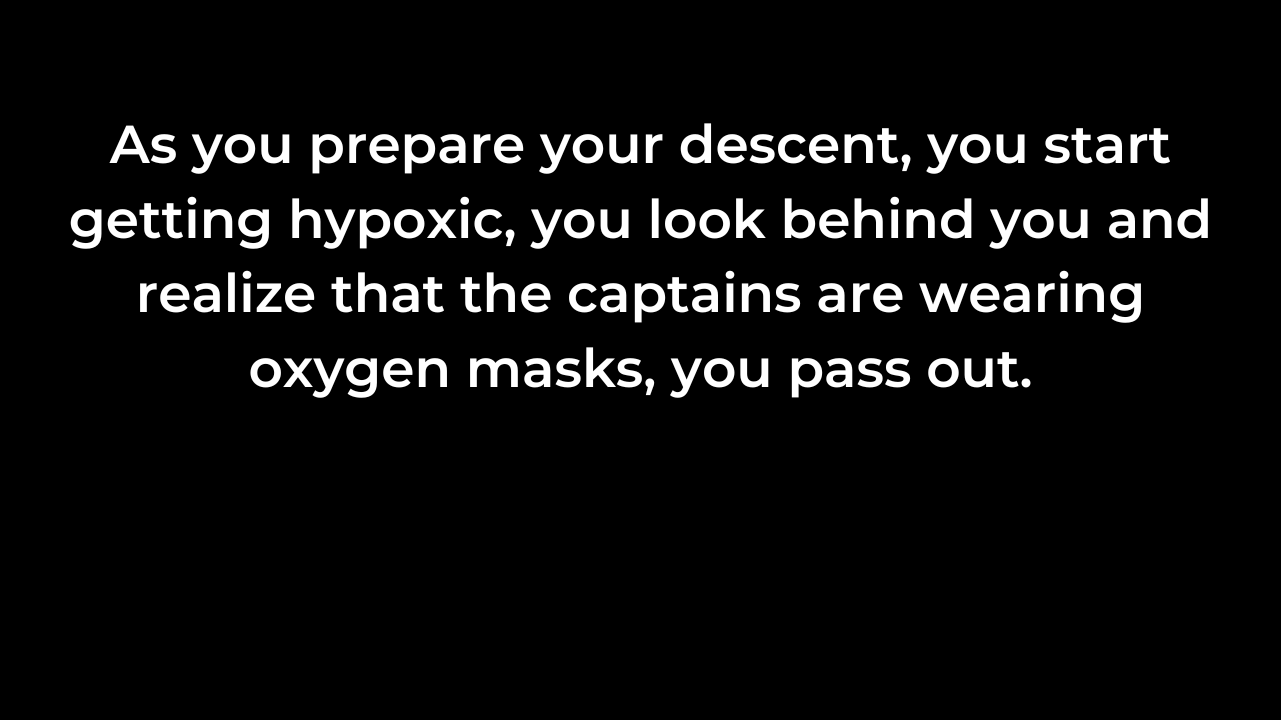 As you prepare your descent, you start
getting hypoxic, you look behind you and
realize that the captains are wearing
oxygen masks, you pass out.